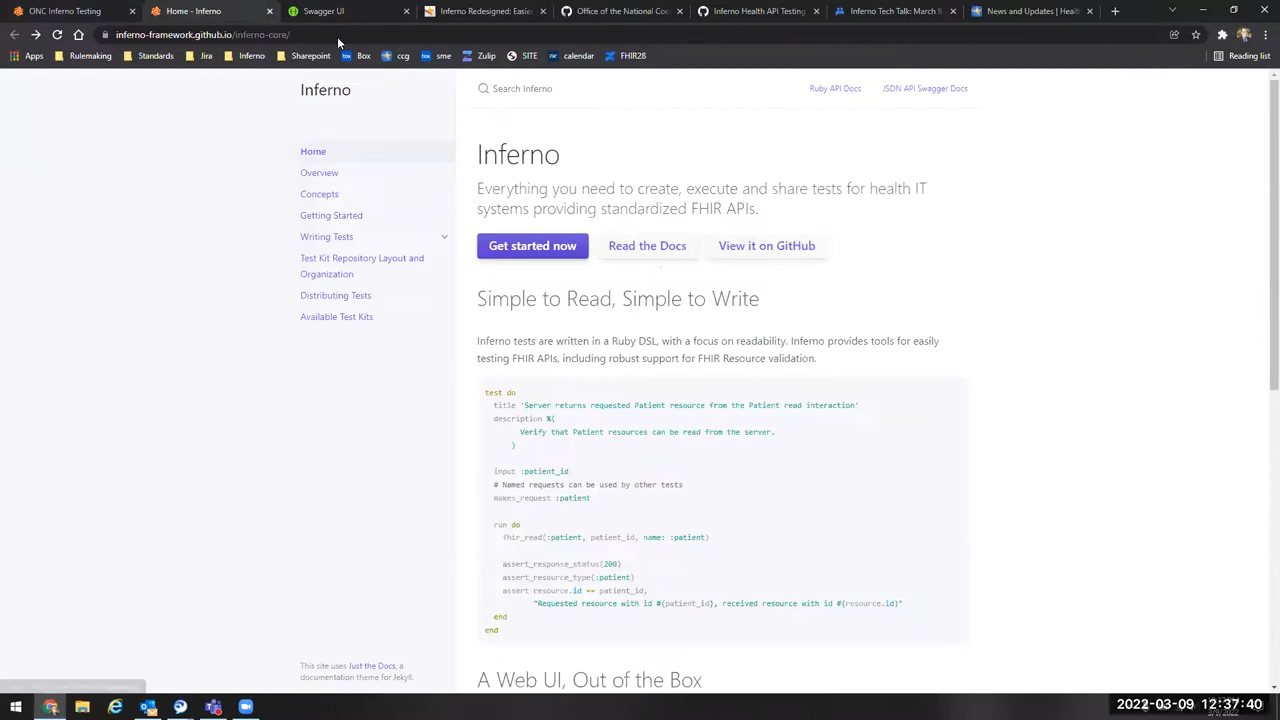 ONC Training
Home - Inferno
Inferno Redesigned
Official Website of The Office of the N
Inferno Health API Testing
Inferno Tech Talk March 9
News and Updates | Healt
inferno-framework.github.io/inferno-core/
Apps
Rulemaking
Standards
Jira
Inferno
Sharepoint
Box
ccg
sme
Zulip
SITE
calendar
FHIR28
Reading list
Inferno
Search Inferno
Ruby API Docs
JSON API Swagger Docs
Home
Overview
Concepts
Getting Started
Writing Tests
Test Kit Repository Layout and
Organization
Distributing Tests
Available Test Kits
Inferno
Everything you need to create, execute and share tests for health IT
systems providing standardized FHIR APIs.
Get started now
Read the Docs
View it on GitHub
Simple to Read, Simple to Write
Inferno tests are written in a Ruby DSL, with a focus on readability. Inferno provides tools for easily
testing FHIR APIs, including robust support for FHIR Resource validation.
test do
title 'Server returns requested Patient resource from the Patient read interaction'
description %(
Verify that Patient resources can be read from the server.
)
input :patient_id
# Named requests can be used by other tests
makes_request :patient
run do
fhir_read(:patient, patient_id, name: :patient)
assert_response_status(200)
assert_resource_type(:patient)
assert resource.id == patient_id,
"Requested resource with id #{patient_id}, received resource with id #{resource.id}"
end
end
A Web UI, Out of the Box
This site uses Just the Docs, a
documentation theme for Jekyll.
2022-03-09 12:37:40